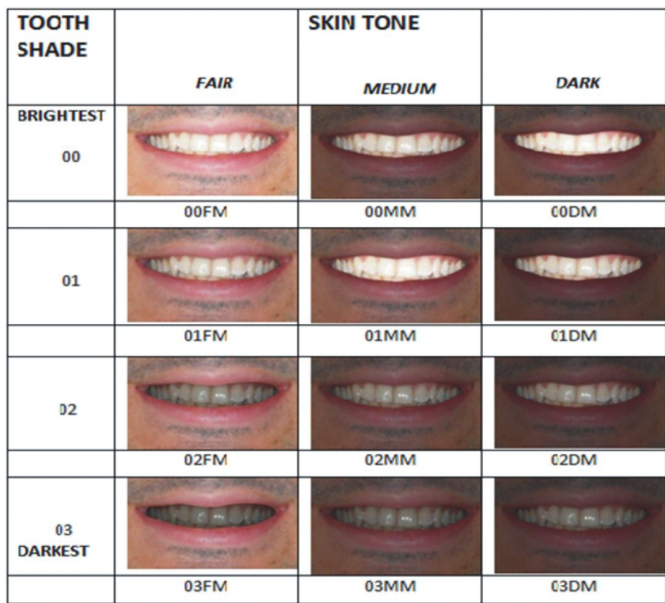 TOOTH SHADE
SKIN TONE
FAIR
MEDIUM
DARK
BRIGHTEST
00
00FM
00MM
00DM
01
01FM
01MM
01DM
02
02FM
02MM
02DM
03
DARKEST
03FM
03MM
03DM